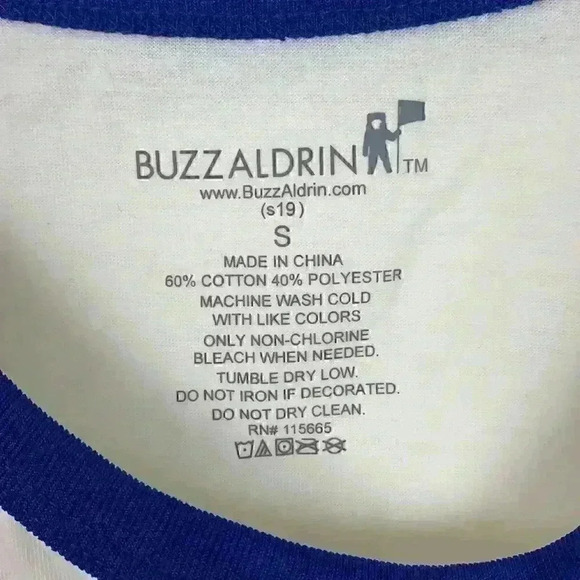 BUZZ ALDRIN TM
www.BuzzAldrin.com
(s19)
S
MADE IN CHINA
60% COTTON 40% POLYESTER
MACHINE WASH COLD
WITH LIKE COLORS
ONLY NON-CHLORINE
BLEACH WHEN NEEDED.
TUMBLE DRY LOW.
DO NOT IRON IF DECORATED.
DO NOT DRY CLEAN.
RN# 115665